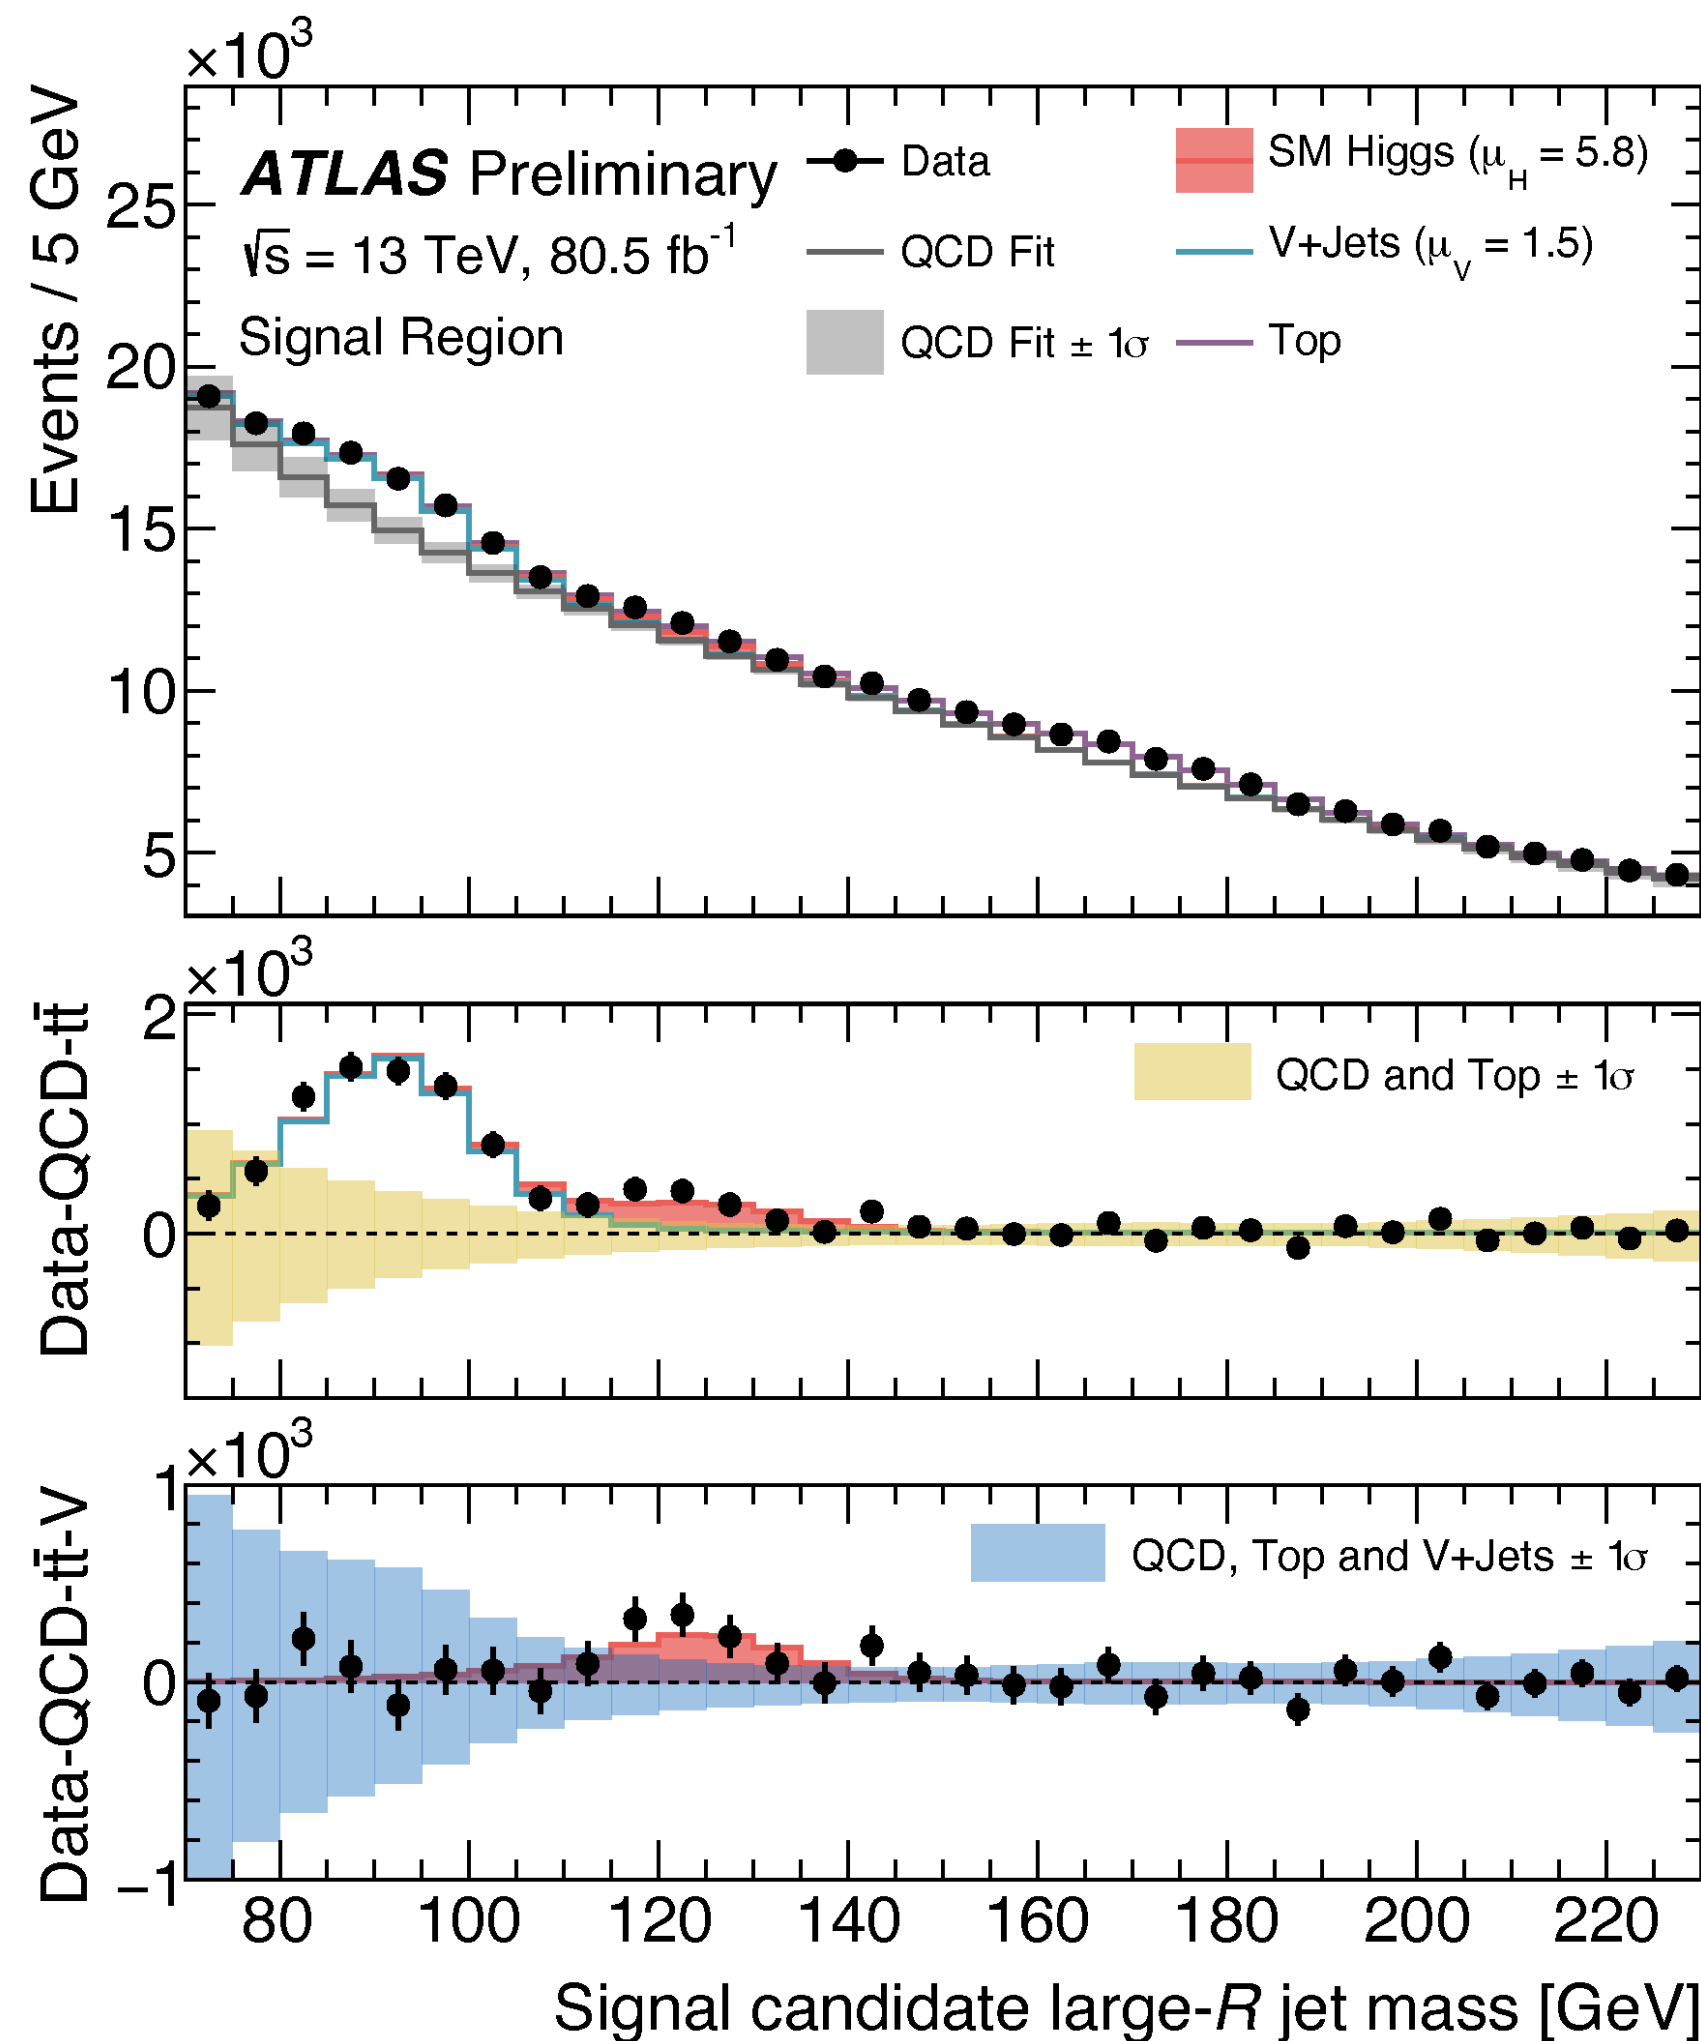 ×10³
Events / 5 GeV
25
20
15
10
5
ATLAS Preliminary
√s = 13 TeV, 80.5 fb⁻¹
Signal Region
Data
QCD Fit
QCD Fit ± 1σ
SM Higgs (μ_H = 5.8)
V+Jets (μ_V = 1.5)
Top
×10³
Data-QCD-tt̄
2
0
QCD and Top ± 1σ
×10³
Data-QCD-tt̄-V
1
0
−1
QCD, Top and V+Jets ± 1σ
80 100 120 140 160 180 200 220
Signal candidate large-R jet mass [GeV]